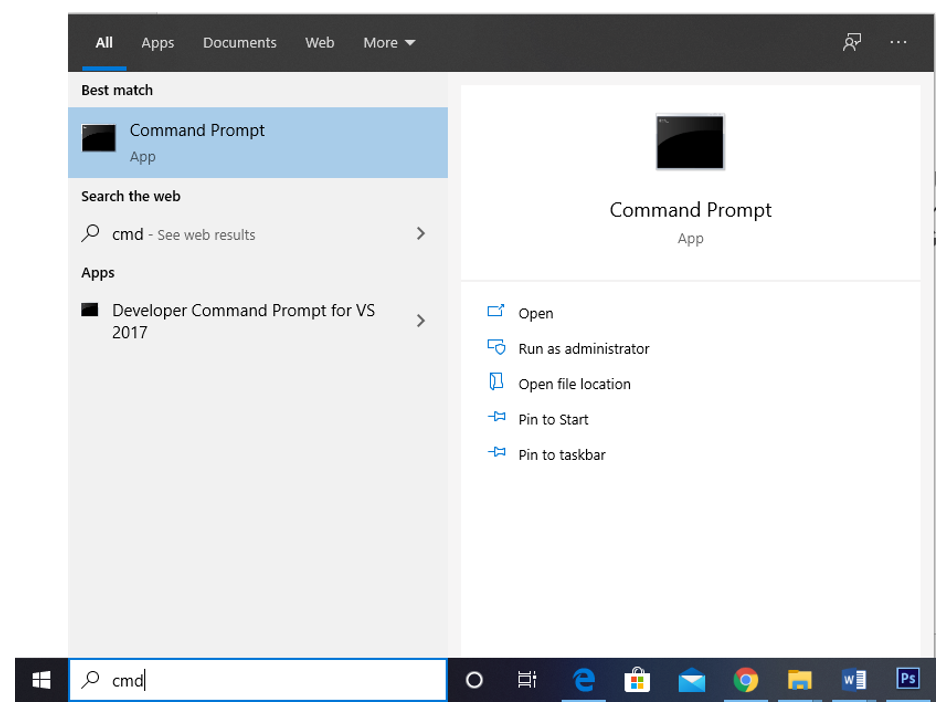 All Apps Documents Web More
Best match
Command Prompt
App
Search the web
cmd - See web results
Apps
Developer Command Prompt for VS
2017
Command Prompt
App
Open
Run as administrator
Open file location
Pin to Start
Pin to taskbar
cmd
W
Ps